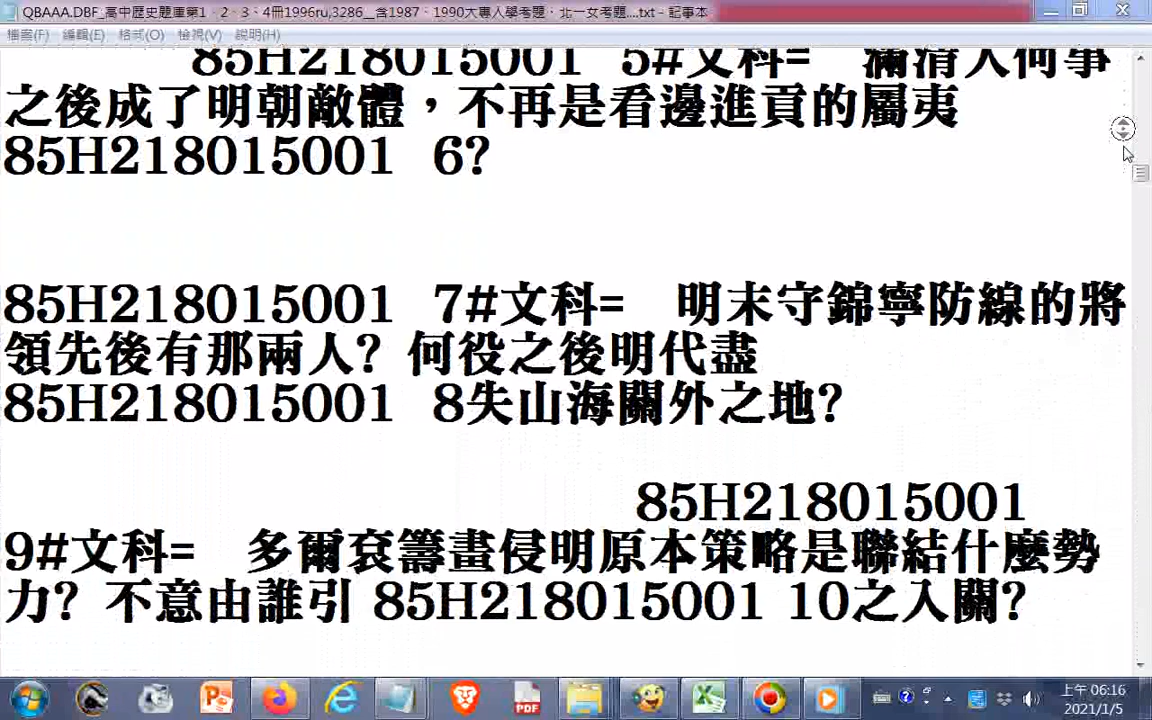 QBAAA.DBF_高中歷史題庫第1、2、3、4冊1996ru,3286__含1987、1990大專人學考題、北一女考題....txt - 記事本
檔案(F) 編輯(E) 格式(O) 檢視(V) 說明(H)
85H218015001 5#文科= 滿清入何事
之後成了明朝敵體，不再是看邊進貢的屬夷
85H218015001 6?
85H218015001 7#文科= 明末守錦寧防線的將
領先後有那兩人? 何役之後明代盡
85H218015001 8失山海關外之地?
85H218015001
9#文科= 多爾袞籌畫侵明原本策略是聯結什麼勢
力? 不意由誰引 85H218015001 10之入關?
上午 06:16
2021/1/5